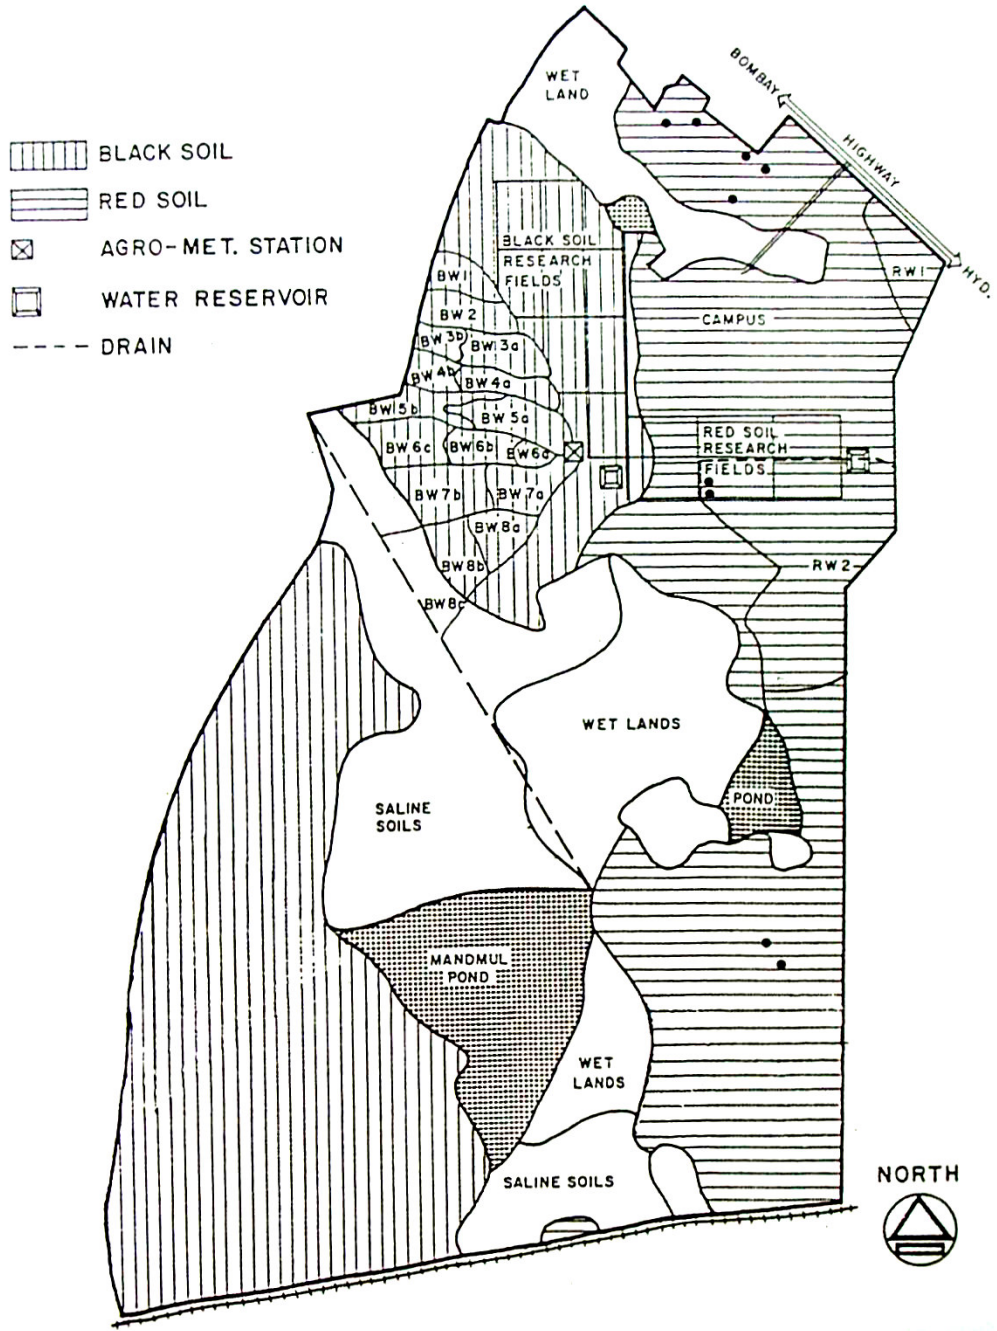 BLACK SOIL
RED SOIL
AGRO-MET. STATION
WATER RESERVOIR
DRAIN
WET
LAND
BOMBAY
HIGHWAY
HYD.
BLACK SOIL
RESEARCH
FIELDS
RW1
CAMPUS
BW1
BW2
BW3b
BW3a
BW4b
BW4a
BW5b
BW5a
BW6c
BW6b
BW6a
RED SOIL
RESEARCH
FIELDS
BW7b
BW7a
BW8a
BW8b
RW2
BW8c
WET LANDS
POND
SALINE
SOILS
MANDMUL
POND
WET
LANDS
SALINE SOILS
NORTH